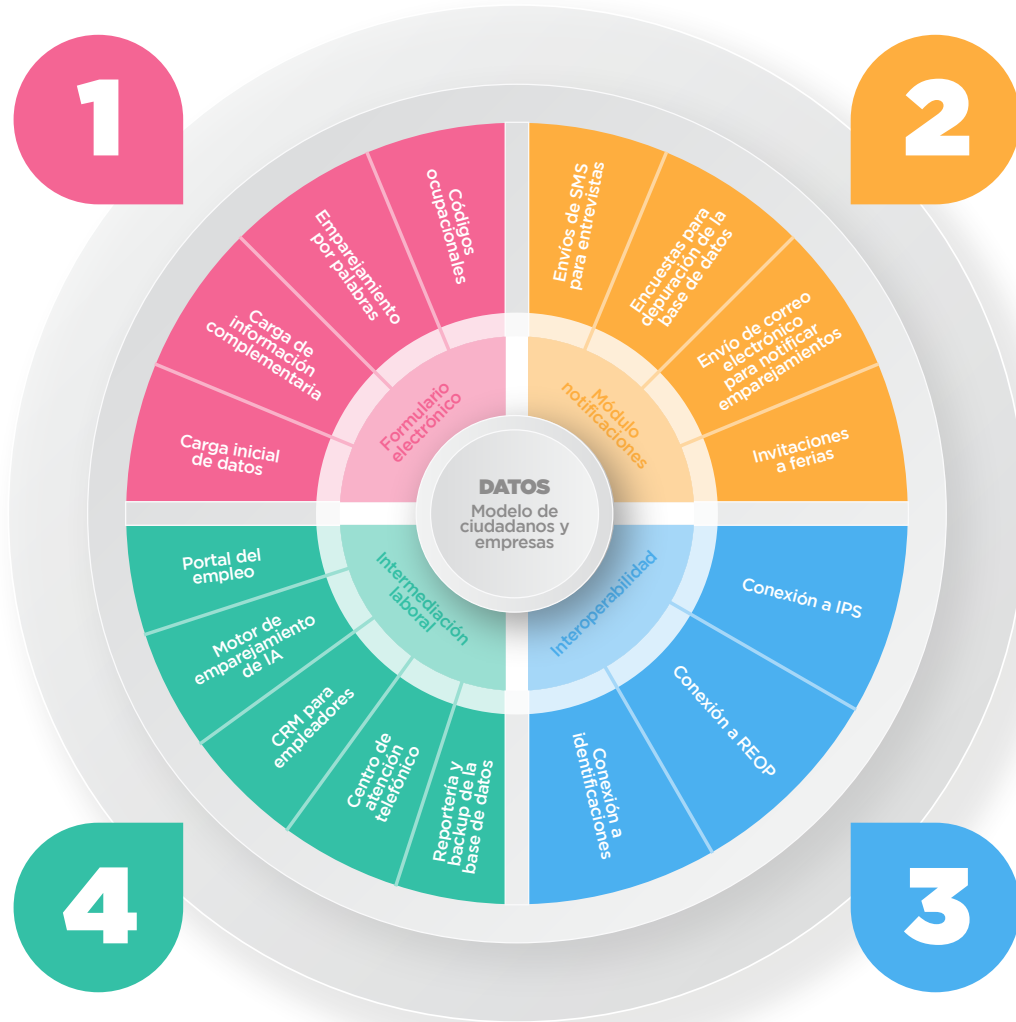 1
Códigos
ocupacionales
Emparejamiento
por palabras
Carga de
información
complementaria
Carga inicial
de datos
Formulario
electrónico
2
Envíos de SMS
para entrevistas
Encuestas para
depuración de la
base de datos
Envío de correo
electrónico
para notificar
emparejamientos
Invitaciones
a ferias
Módulo
notificaciones
DATOS
Modelo de
ciudadanos y
empresas
Interoperabilidad
Conexión a IPS
Conexión a REOP
Conexión a
identificaciones
3
Intermediación
laboral
Portal del
empleo
Motor de
emparejamiento
de IA
CRM para
empleadores
Centro de
atención
telefónico
Reportería y
backup de la
base de datos
4